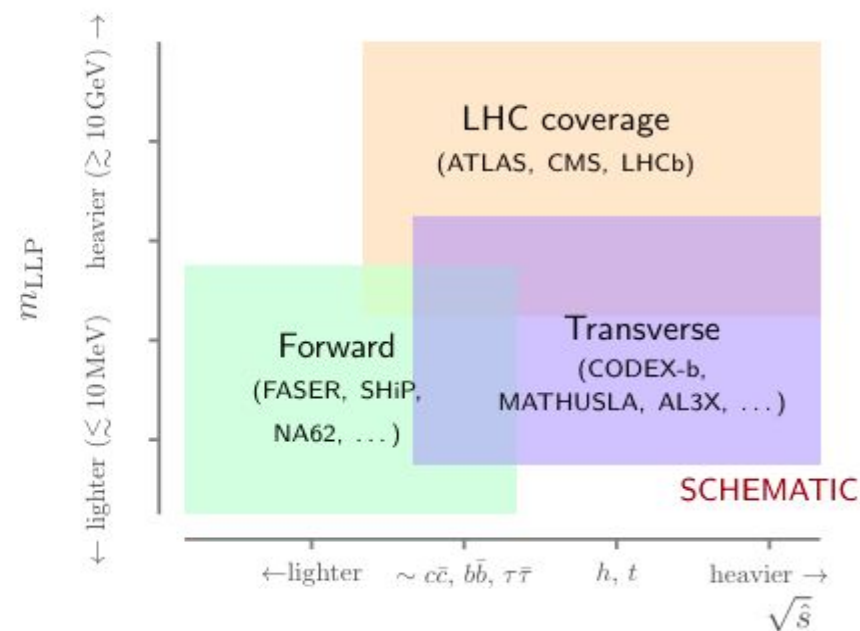 LHC coverage
(ATLAS, CMS, LHCb)
Forward
(FASER, SHiP,
NA62, ...)
Transverse
(CODEX-b,
MATHUSLA, AL3X, ...)
SCHEMATIC
m_LLP
← lighter (≲ 10 MeV)
heavier (≳ 10 GeV) →
←lighter
∼ cc̄, bb̄, ττ̄
h, t
heavier →
√ŝ